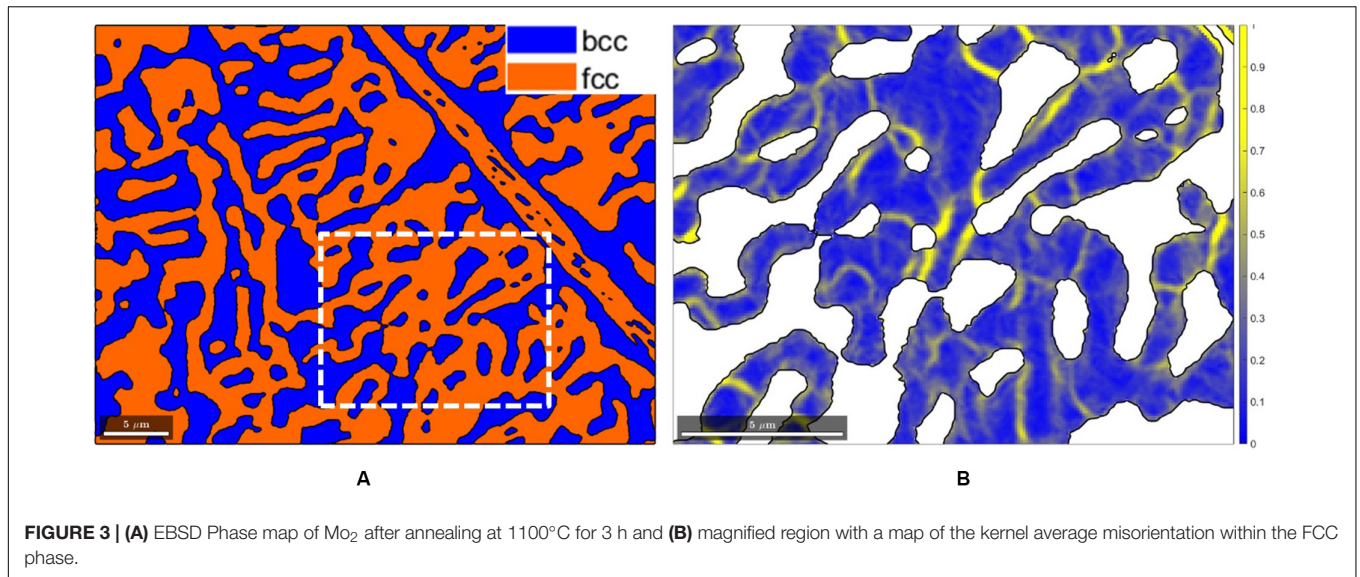 bcc
fcc
5 μm
1
0.9
0.8
0.7
0.6
0.5
0.4
0.3
0.2
0.1
0
5 μm
A
B
FIGURE 3 | (A) EBSD Phase map of Mo₂ after annealing at 1100°C for 3 h and (B) magnified region with a map of the kernel average misorientation within the FCC
phase.